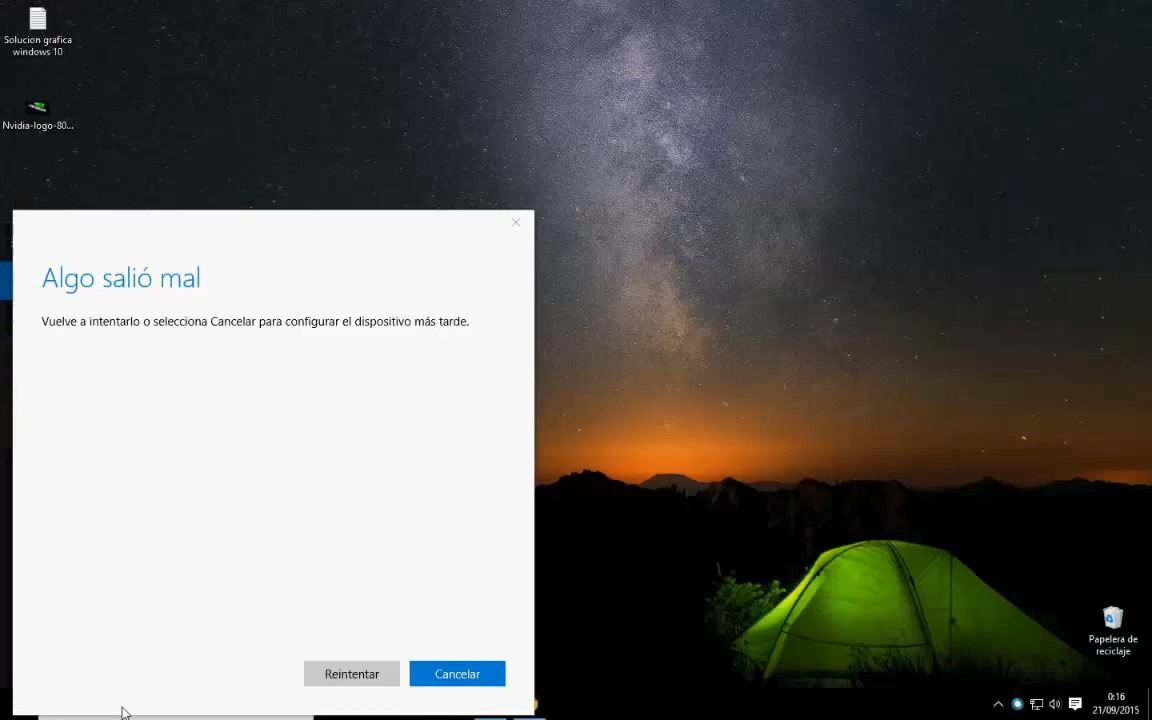 Solucion grafica
windows 10
Nvidia-logo-80...
Algo salió mal
Vuelve a intentarlo o selecciona Cancelar para configurar el dispositivo más tarde.
Reintentar
Cancelar
Papelera de
reciclaje
0:16
21/09/2015